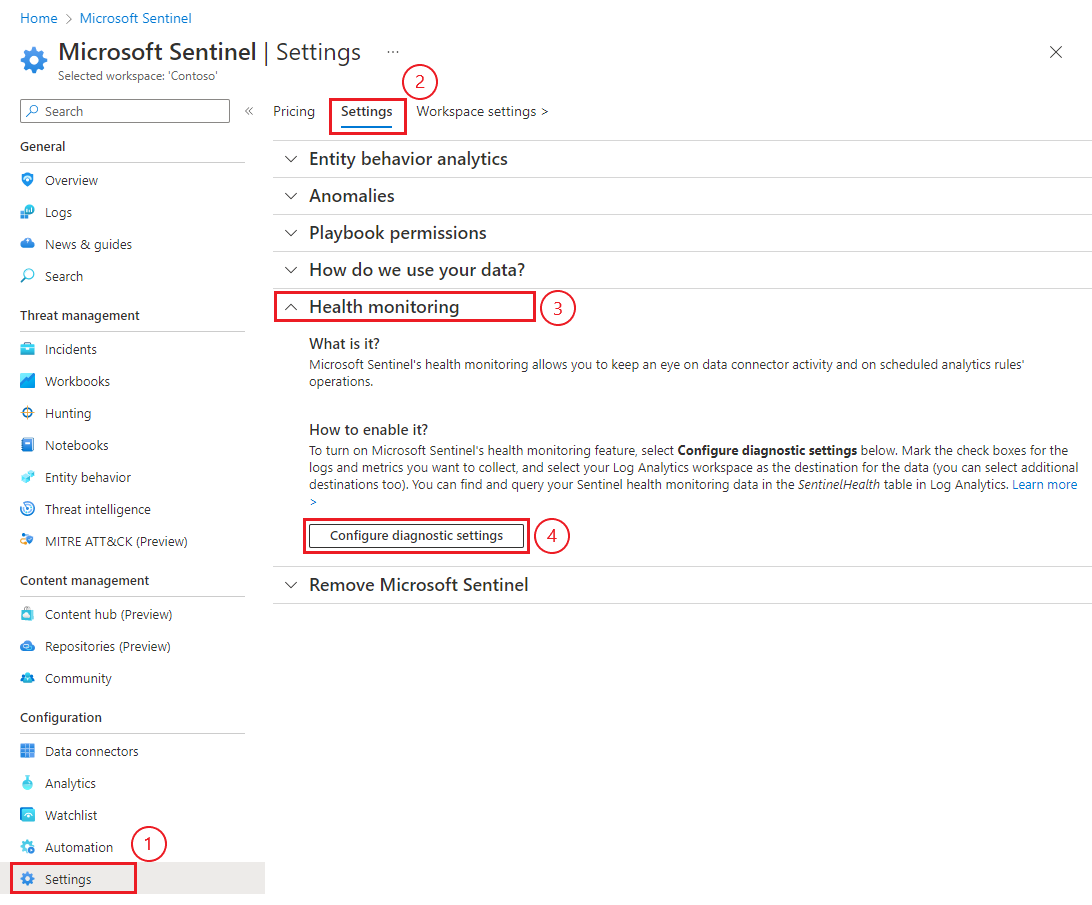 Home > Microsoft Sentinel
Microsoft Sentinel | Settings ...
Selected workspace: 'Contoso'
Search
«
General
Overview
Logs
News & guides
Search
Threat management
Incidents
Workbooks
Hunting
Notebooks
Entity behavior
Threat intelligence
MITRE ATT&CK (Preview)
Content management
Content hub (Preview)
Repositories (Preview)
Community
Configuration
Data connectors
Analytics
Watchlist
Automation
1
Settings
2
Pricing Settings Workspace settings >
Entity behavior analytics
Anomalies
Playbook permissions
How do we use your data?
Health monitoring 3
What is it?
Microsoft Sentinel's health monitoring allows you to keep an eye on data connector activity and on scheduled analytics rules'
operations.
How to enable it?
To turn on Microsoft Sentinel's health monitoring feature, select Configure diagnostic settings below. Mark the check boxes for the
logs and metrics you want to collect, and select your Log Analytics workspace as the destination for the data (you can select additional
destinations too). You can find and query your Sentinel health monitoring data in the SentinelHealth table in Log Analytics. Learn more
>
Configure diagnostic settings 4
Remove Microsoft Sentinel